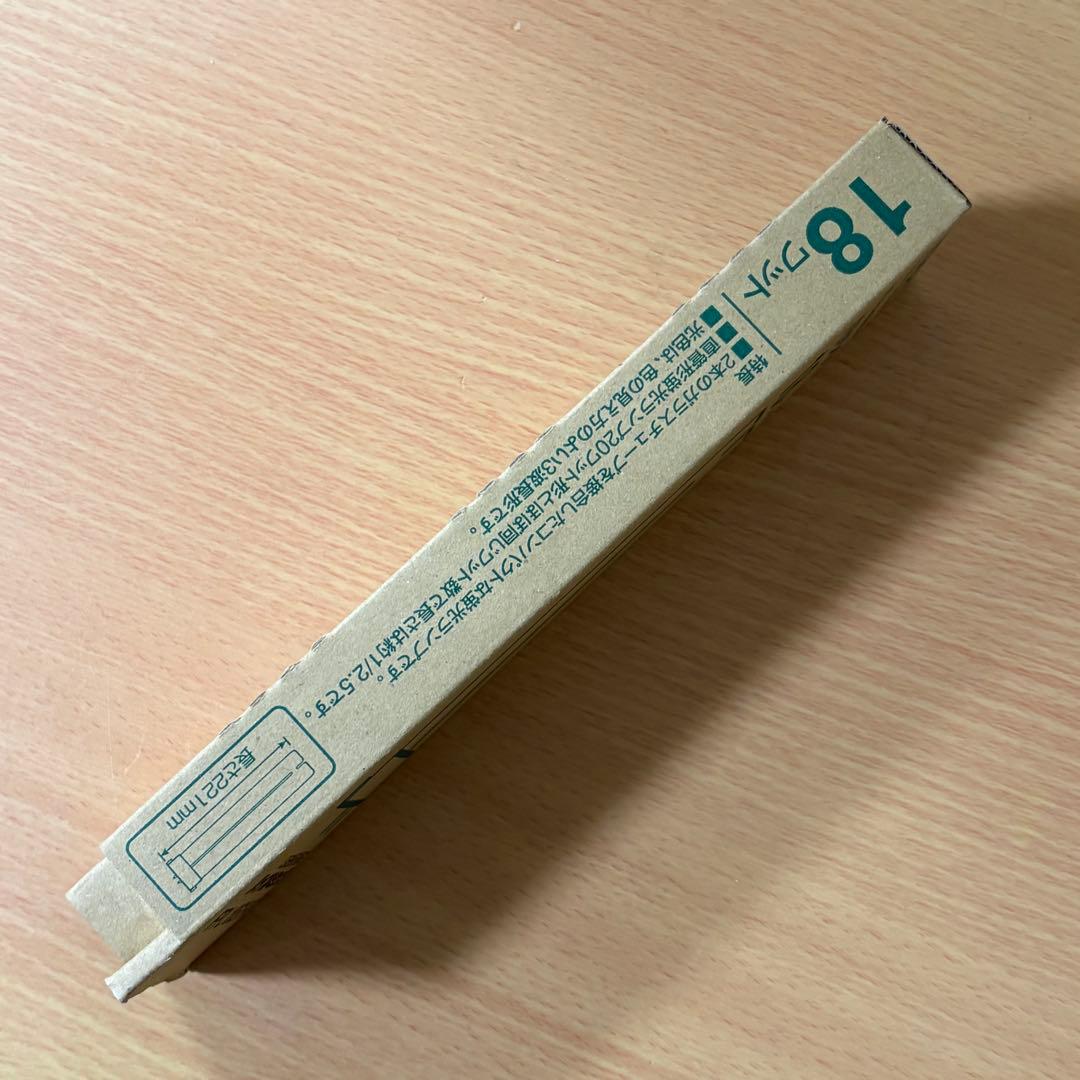 18ワット
特長
■2本のガラスチューブを接合したコンパクトな蛍光ランプです。
■直管形蛍光ランプ20ワット形とほぼ同じワット数で長さは約1/2.5です。
■光色は、色の見え方のよい3波長形です。
長さ221mm